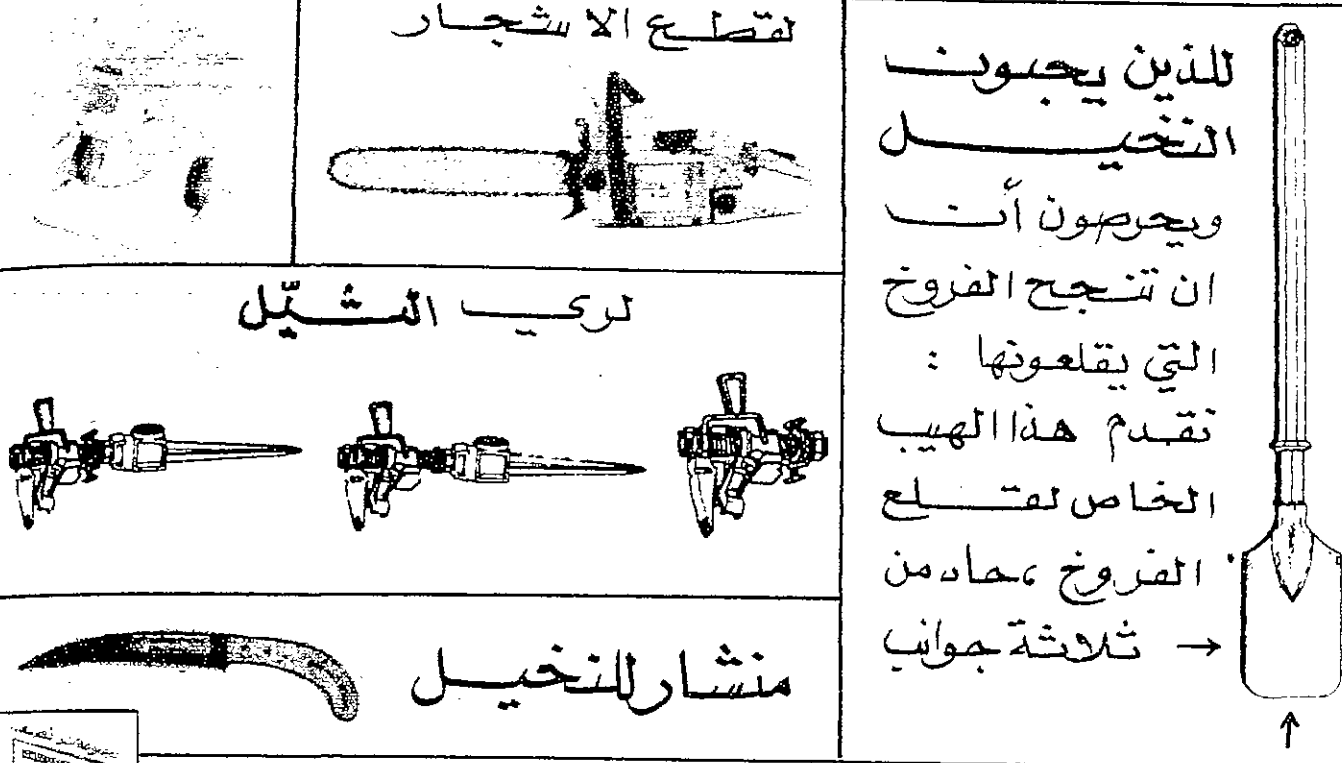 للذين يحبون
النخيل
ويحرصون أن
ان تنجح الفروخ
التي يقلعونها :
نقدم هذا الهيب
الخاص لقلع
الفروخ ، حاد من
ثلاثة جوانب →
↑
لقطع الاشجار
لري الثيّل
منشار للنخيل